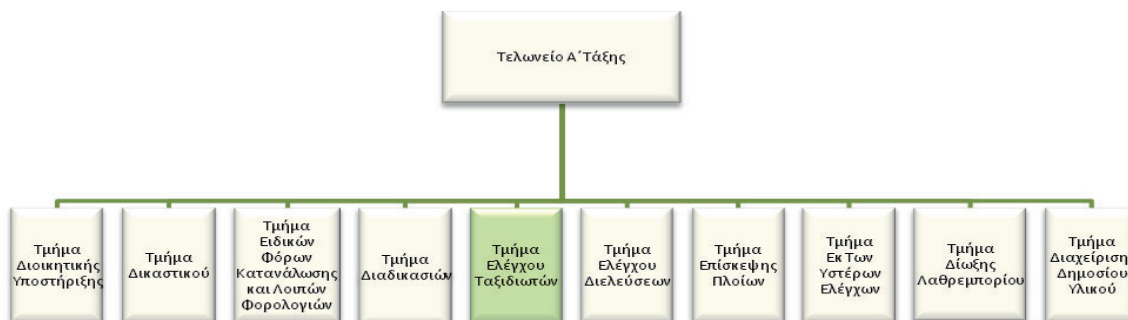 Τελωνείο Α΄Τάξης
Τμήμα
Διοικητικής
Υποστήριξης
Τμήμα
Δικαστικού
Τμήμα
Ειδικών
Φόρων
Κατανάλωσης
και Λοιπών
Φορολογιών
Τμήμα
Διαδικασιών
Τμήμα
Ελέγχου
Ταξιδιωτών
Τμήμα
Ελέγχου
Διελεύσεων
Τμήμα
Επίσκεψης
Πλοίων
Τμήμα
Εκ Των
Υστέρων
Ελέγχων
Τμήμα
Δίωξης
Λαθρεμπορίου
Τμήμα
Διαχείρισης
Δημοσίου
Υλικού